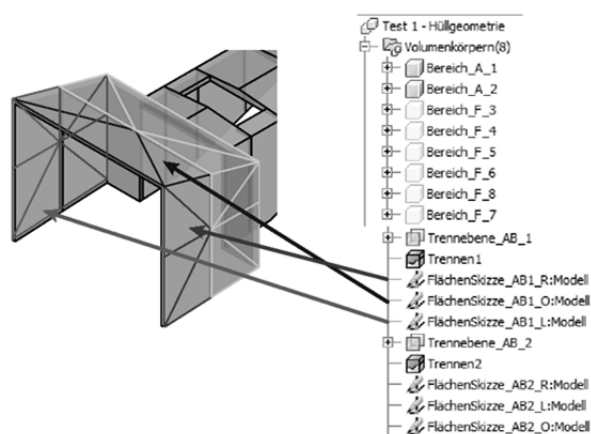 Test 1 - Hüllgeometrie
Volumenkörpern(8)
Bereich_A_1
Bereich_A_2
Bereich_F_3
Bereich_F_4
Bereich_F_5
Bereich_F_6
Bereich_F_8
Bereich_F_7
Trennebene_AB_1
Trennen1
FlächenSkizze_AB1_R:Modell
FlächenSkizze_AB1_O:Modell
FlächenSkizze_AB1_L:Modell
Trennebene_AB_2
Trennen2
FlächenSkizze_AB2_R:Modell
FlächenSkizze_AB2_L:Modell
FlächenSkizze_AB2_O:Modell